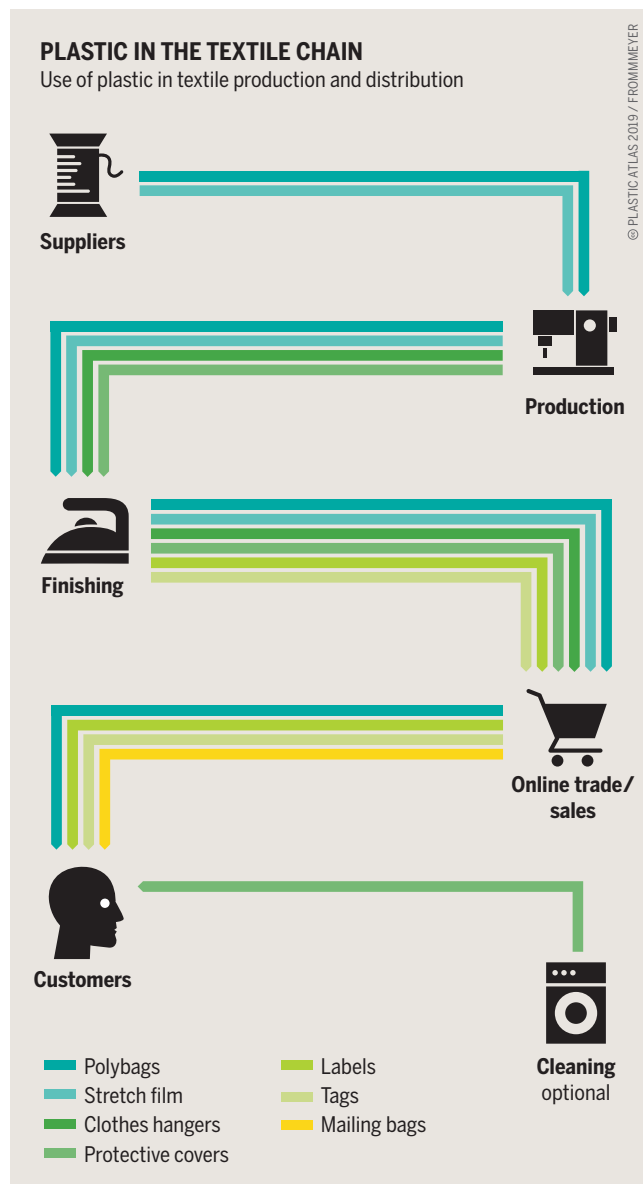 PLASTIC IN THE TEXTILE CHAIN
Use of plastic in textile production and distribution
PLASTIC ATLAS 2019 / FROMMMEYER
Suppliers
Production
Finishing
Online trade/
sales
Customers
Cleaning
optional
Polybags
Stretch film
Clothes hangers
Protective covers
Labels
Tags
Mailing bags